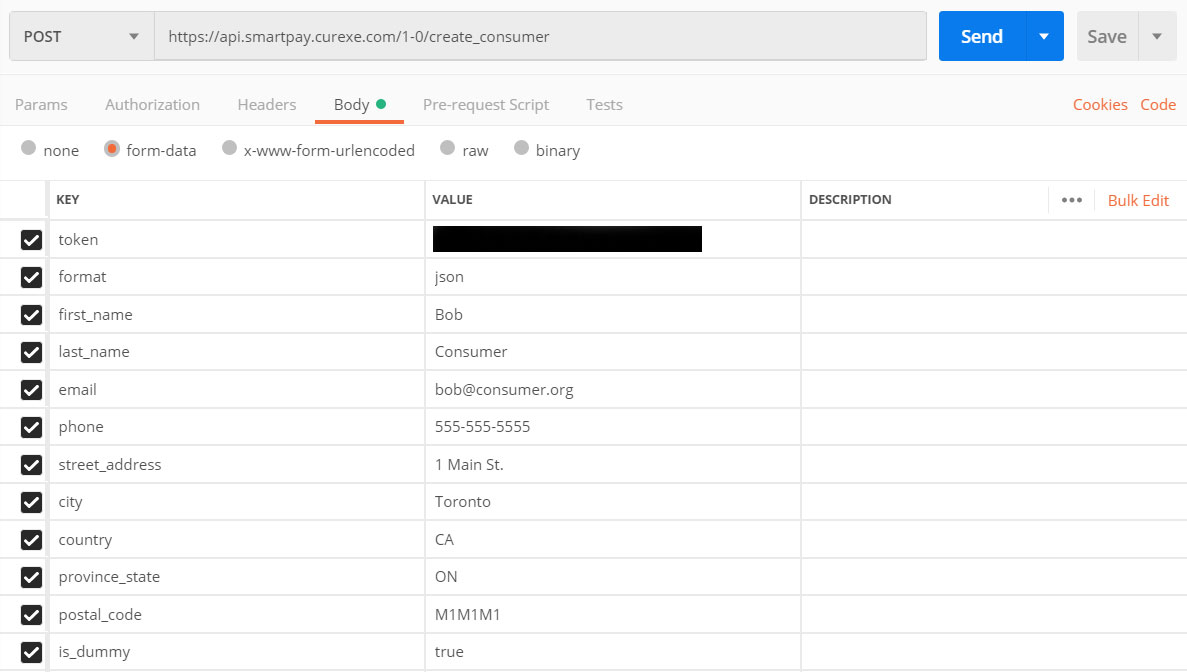 POST https://api.smartpay.curexe.com/1-0/create_consumer Send Save
Params Authorization Headers Body Pre-request Script Tests Cookies Code
none form-data x-www-form-urlencoded raw binary
KEY VALUE DESCRIPTION ••• Bulk Edit
token
format json
first_name Bob
last_name Consumer
email bob@consumer.org
phone 555-555-5555
street_address 1 Main St.
city Toronto
country CA
province_state ON
postal_code M1M1M1
is_dummy true